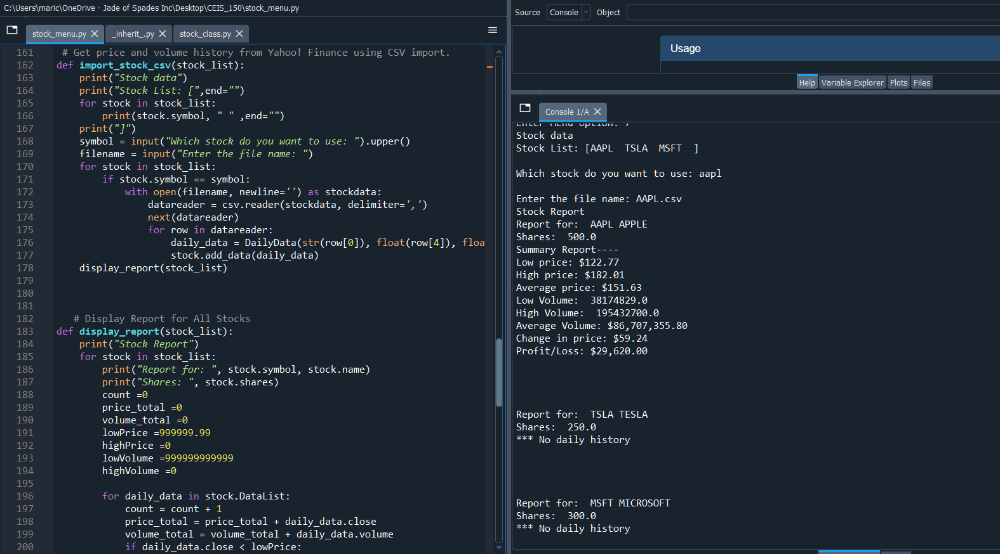 C:\Users\maric\OneDrive - Jade of Spades Inc\Desktop\CEIS_150\stock_menu.py
stock_menu.py
_inherit_.py
stock_class.py
161 # Get price and volume history from Yahoo! Finance using CSV import.
162 def import_stock_csv(stock_list):
163 print("Stock data")
164 print("Stock List: [",end="")
165 for stock in stock_list:
166 print(stock.symbol, " " ,end="")
167 print("]")
168 symbol = input("Which stock do you want to use: ").upper()
169 filename = input("Enter the file name: ")
170 for stock in stock_list:
171 if stock.symbol == symbol:
172 with open(filename, newline='') as stockdata:
173 datareader = csv.reader(stockdata, delimiter=',')
174 next(datareader)
175 for row in datareader:
176 daily_data = DailyData(str(row[0]), float(row[4]), floa
177 stock.add_data(daily_data)
178 display_report(stock_list)
179
180
181
182 # Display Report for All Stocks
183 def display_report(stock_list):
184 print("Stock Report")
185 for stock in stock_list:
186 print("Report for: ", stock.symbol, stock.name)
187 print("Shares: ", stock.shares)
188 count =0
189 price_total =0
190 volume_total =0
191 lowPrice =999999.99
192 highPrice =0
193 lowVolume =999999999999
194 highVolume =0
195
196 for daily_data in stock.DataList:
197 count = count + 1
198 price_total = price_total + daily_data.close
199 volume_total = volume_total + daily_data.volume
200 if daily_data.close < lowPrice:
Source Console Object
Usage
Help Variable Explorer Plots Files
Console 1/A
Enter Menu Option: 7
Stock data
Stock List: [AAPL  TSLA  MSFT  ]
Which stock do you want to use: aapl
Enter the file name: AAPL.csv
Stock Report
Report for:  AAPL APPLE
Shares:  500.0
Summary Report----
Low price: $122.77
High price: $182.01
Average price: $151.63
Low Volume:  38174829.0
High Volume:  195432700.0
Average Volume: $86,707,355.80
Change in price: $59.24
Profit/Loss: $29,620.00
Report for:  TSLA TESLA
Shares:  250.0
*** No daily history
Report for:  MSFT MICROSOFT
Shares:  300.0
*** No daily history